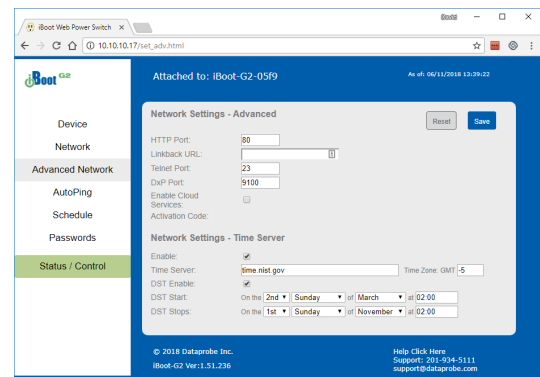 iBoot Web Power Switch
10.10.10.17/set_adv.html
iBoot G2
Attached to: iBoot-G2-05f9
As of: 06/11/2018 13:39:22
Device
Network
Advanced Network
AutoPing
Schedule
Passwords
Status / Control
Network Settings - Advanced
Reset
Save
HTTP Port: 80
Linkback URL:
Telnet Port: 23
DxP Port: 9100
Enable Cloud
Services:
Activation Code:
Network Settings - Time Server
Enable:
Time Server: time.nist.gov Time Zone: GMT -5
DST Enable:
DST Start: On the 2nd Sunday of March at 02:00
DST Stops: On the 1st Sunday of November at 02:00
© 2018 Dataprobe Inc.
iBoot-G2 Ver:1.51.236
Help Click Here
Support: 201-934-5111
support@dataprobe.com